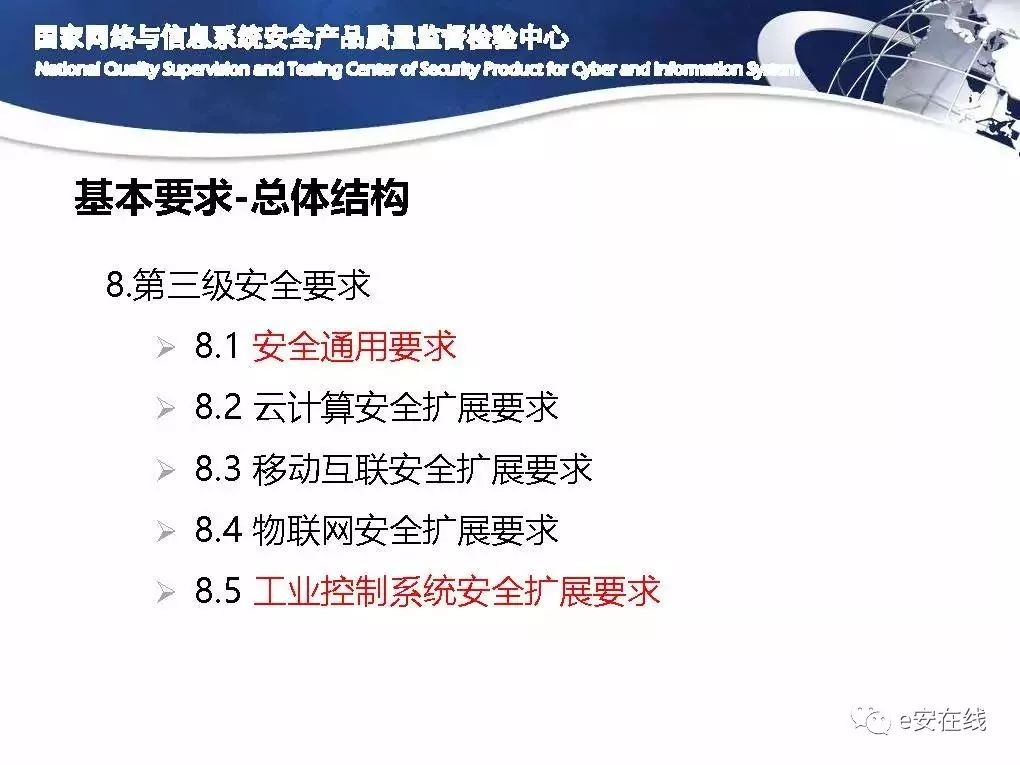 国家网络与信息系统安全产品质量监督检验中心
National Quality Supervision and Testing Center of Security Product for Cyber and Information System
基本要求-总体结构
8.第三级安全要求
8.1 安全通用要求
8.2 云计算安全扩展要求
8.3 移动互联安全扩展要求
8.4 物联网安全扩展要求
8.5 工业控制系统安全扩展要求
e安在线